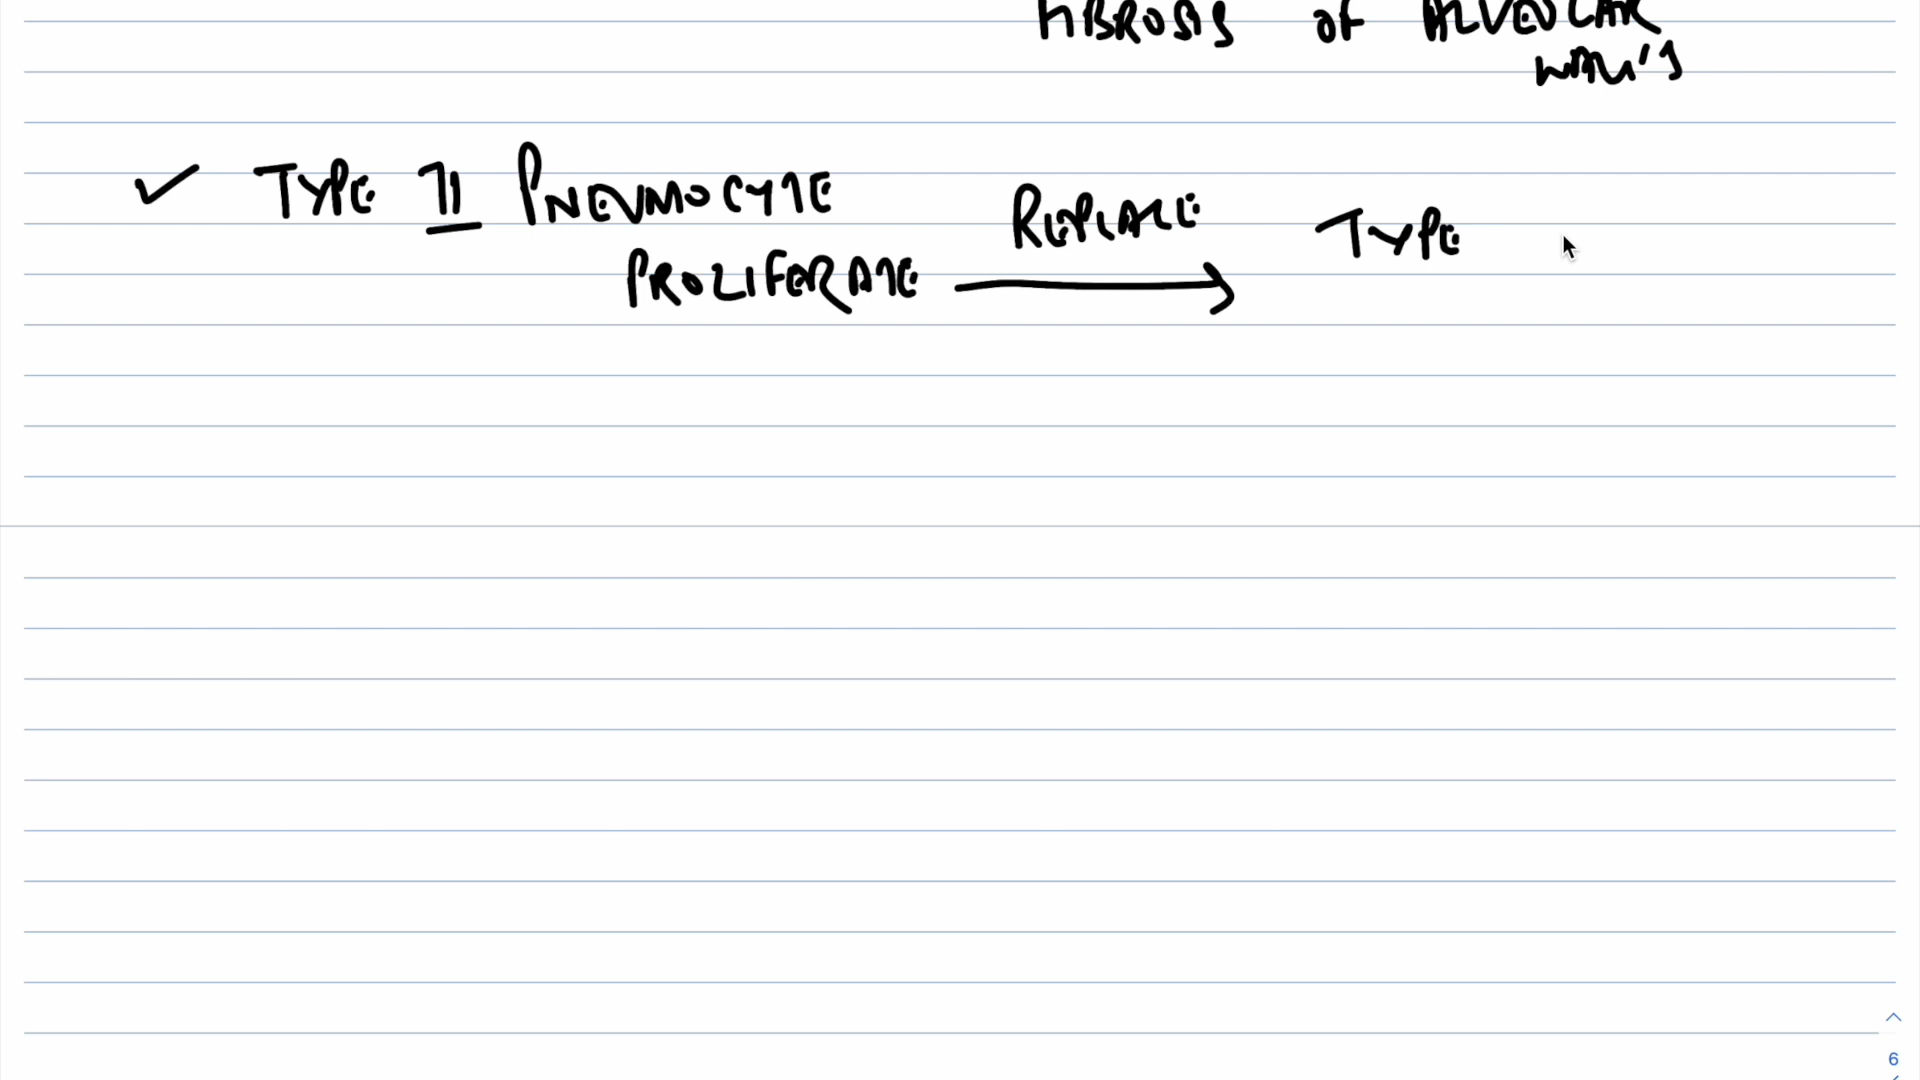 FIBROSIS OF ALVEOLAR
WALL'S
✓ TYPE II PNEUMOCYTE
PROLIFERATE
REPLACE
→
TYPE
6